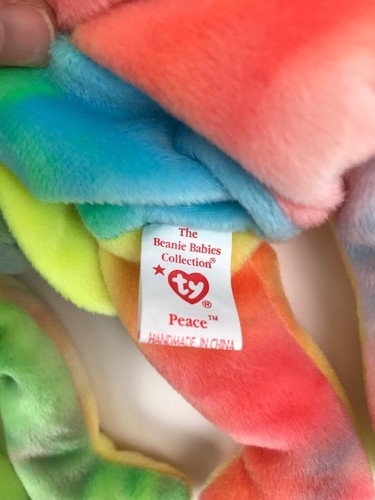 The
Beanie Babies
Collection®
★ ty ®
Peace™
HANDMADE IN CHINA